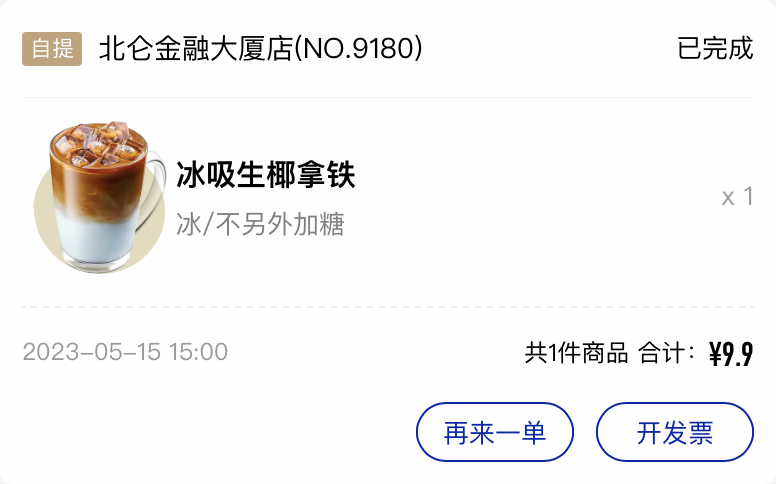 自提 北仑金融大厦店(NO.9180) 已完成
冰吸生椰拿铁
冰/不另外加糖
x 1
2023-05-15 15:00 共1件商品 合计：¥9.9
再来一单 开发票